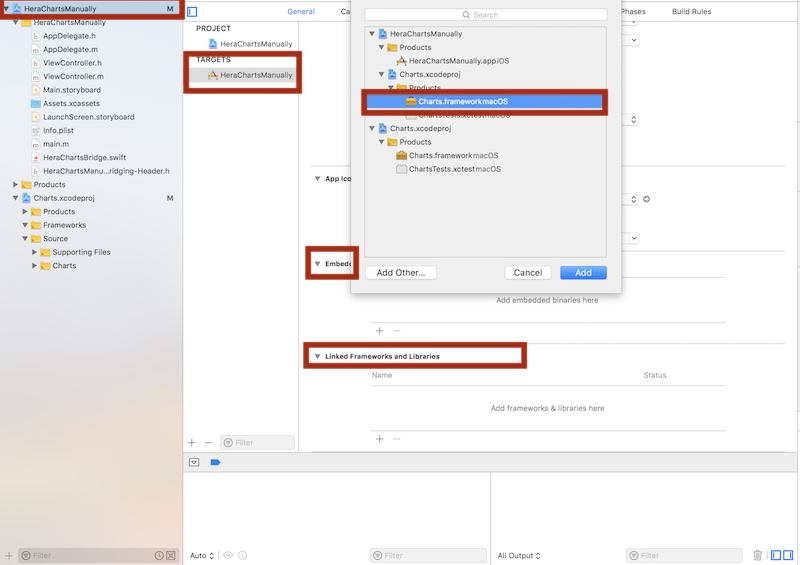 HeraChartsManually M
HeraChartsManually
AppDelegate.h
AppDelegate.m
ViewController.h
ViewController.m
Main.storyboard
Assets.xcassets
LaunchScreen.storyboard
Info.plist
main.m
HeraChartsBridge.swift
HeraChartsManu...ridging-Header.h
Products
Charts.xcodeproj M
Products
Frameworks
Source
Supporting Files
Charts
Filter
General Ca
Phases Build Rules
PROJECT
HeraChartsManually
TARGETS
HeraChartsManually
Filter
Search
HeraChartsManually
Products
HeraChartsManually.app iOS
Charts.xcodeproj
Products
Charts.framework macOS
ChartsTests.xctest macOS
Charts.xcodeproj
Products
Charts.framework macOS
ChartsTests.xctest macOS
Add Other... Cancel Add
App Ico
Embedd
Add embedded binaries here
Linked Frameworks and Libraries
Name Status
Add frameworks & libraries here
Auto
Filter
All Output
Filter